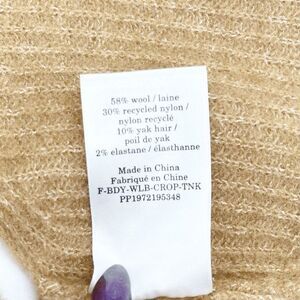 58% wool / laine
30% recycled nylon /
nylon recyclé
10% yak hair /
poil de yak
2% elastane / élasthanne
Made in China
Fabriqué en Chine
F-BDY-WLB-CROP-TNK
PP1972195348